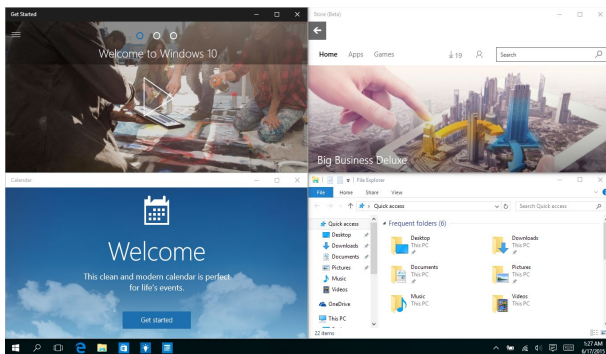 Get Started
Welcome to Windows 10
Store (Beta)
Home Apps Games
19
Search
Big Business Deluxe
Calendar
Welcome
This clean and modern calendar is perfect
for life's events.
Get started
File Explorer
File Home Share View
Quick access
Search Quick access
Quick access
Desktop
Downloads
Documents
Pictures
Music
Videos
OneDrive
This PC
Frequent folders (6)
Desktop
This PC
Downloads
This PC
Documents
This PC
Pictures
This PC
Music
This PC
Videos
This PC
22 items
1:27 AM
6/17/2015